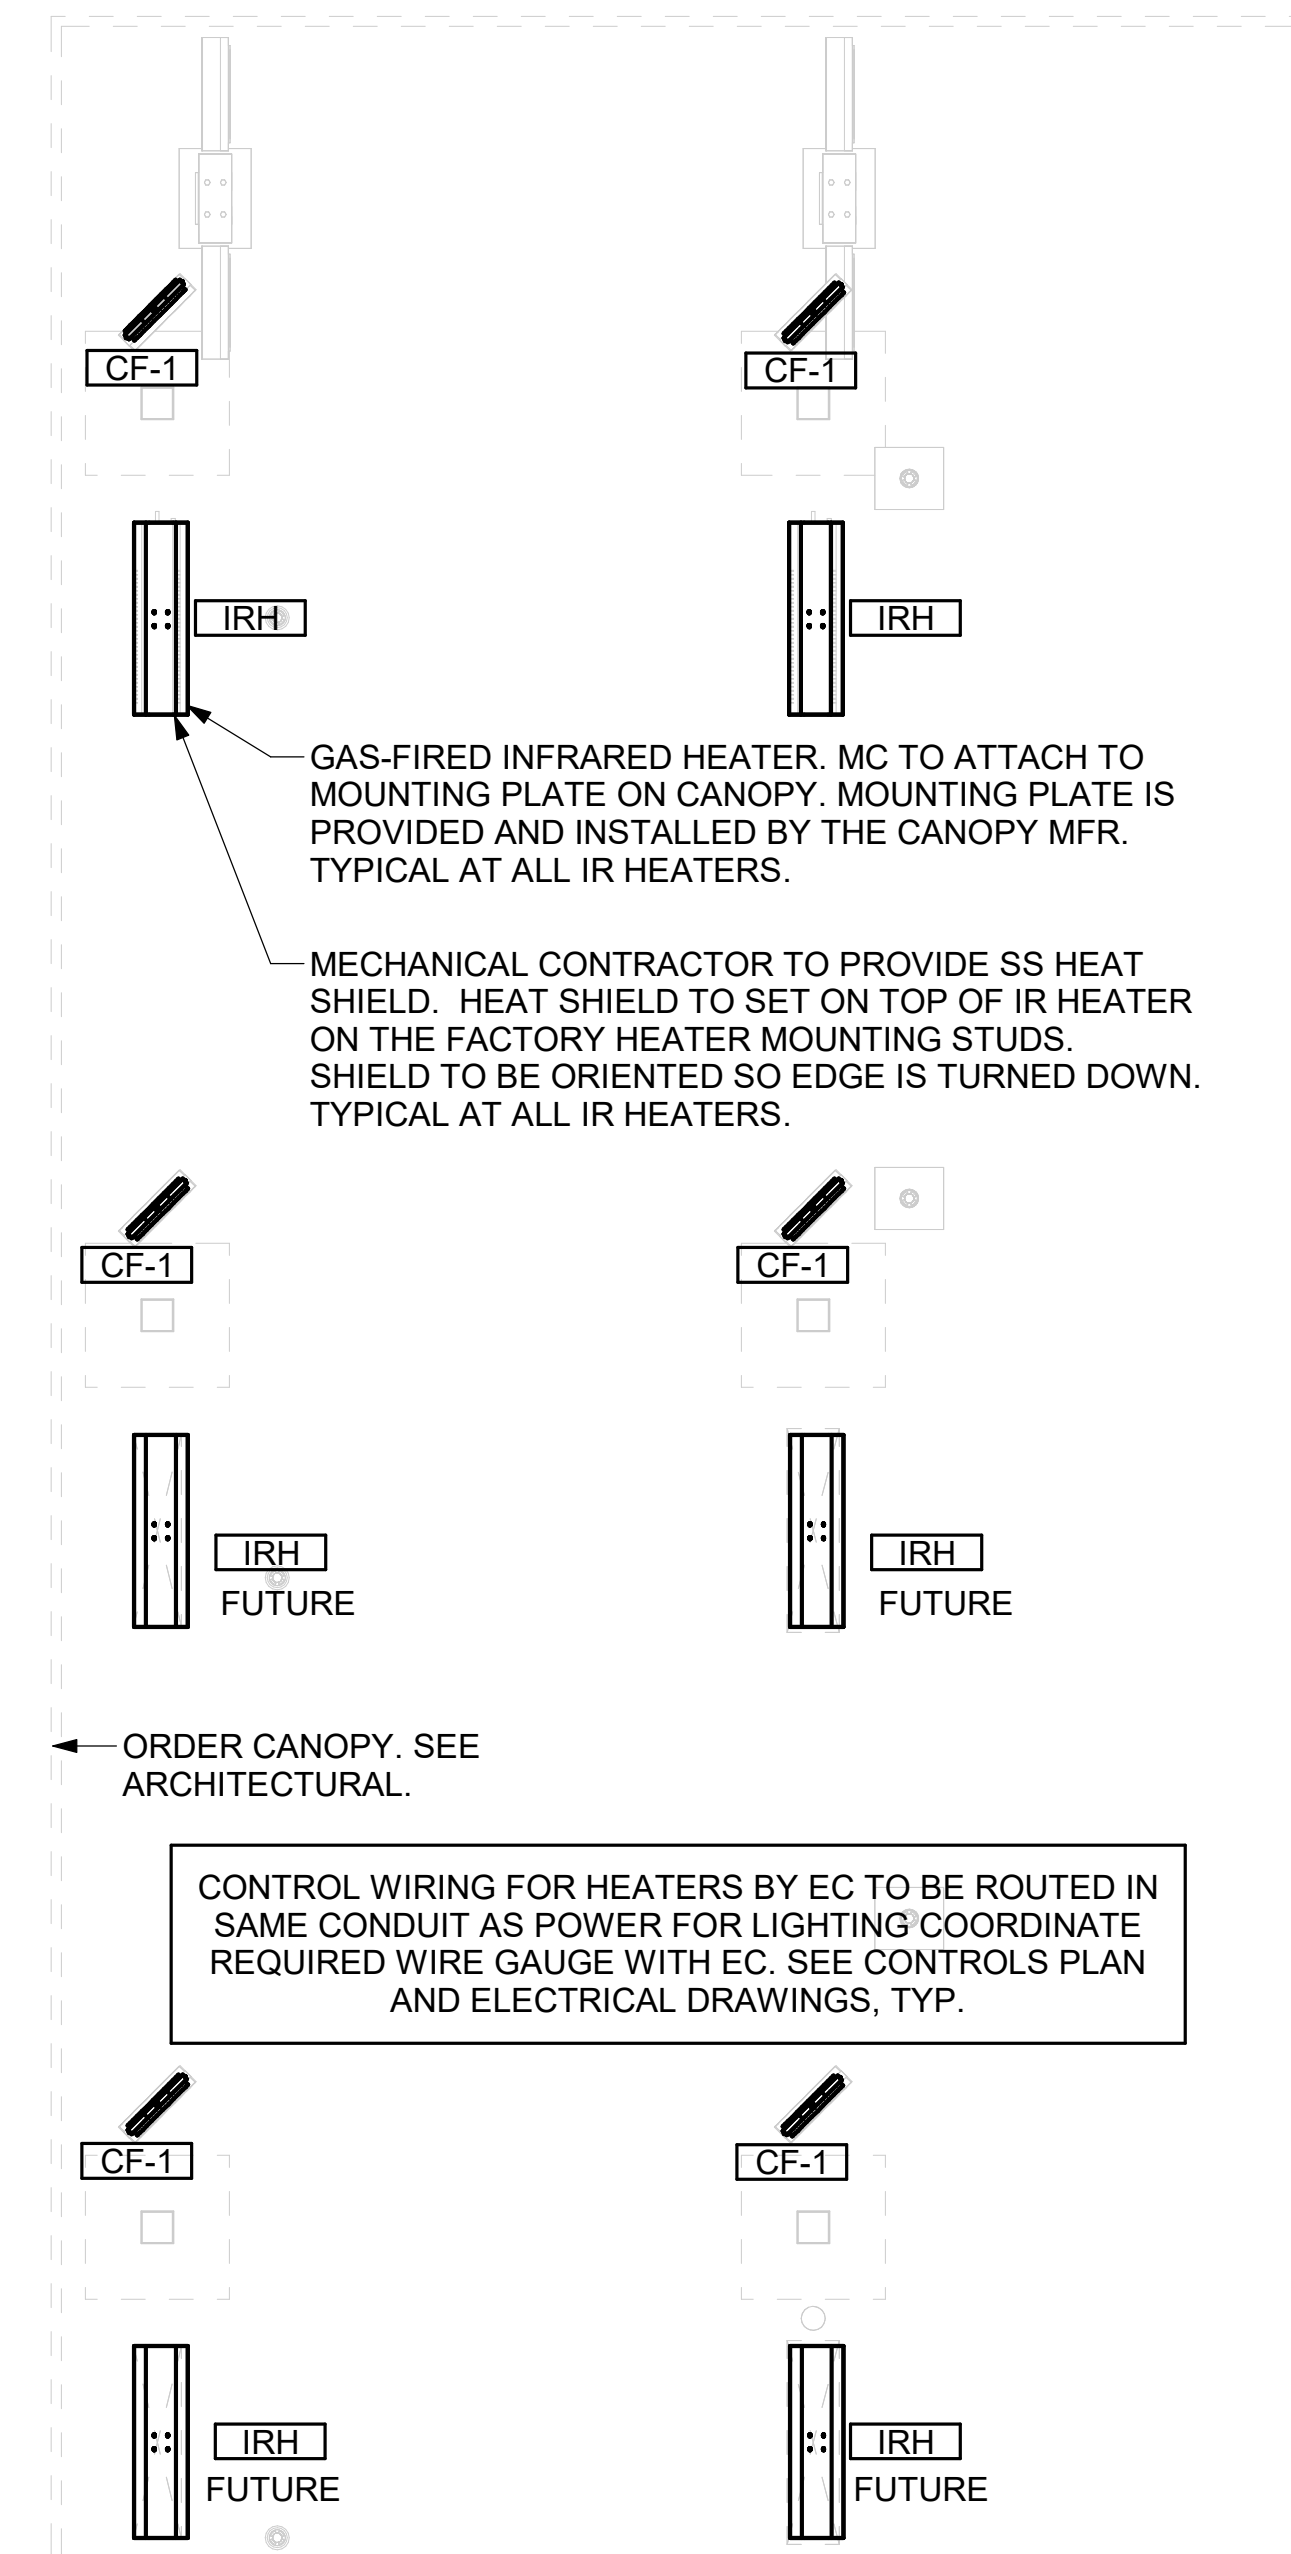 CF-1
CF-1
IRH
IRH
GAS-FIRED INFRARED HEATER. MC TO ATTACH TO
MOUNTING PLATE ON CANOPY. MOUNTING PLATE IS
PROVIDED AND INSTALLED BY THE CANOPY MFR.
TYPICAL AT ALL IR HEATERS.
MECHANICAL CONTRACTOR TO PROVIDE SS HEAT
SHIELD.  HEAT SHIELD TO SET ON TOP OF IR HEATER
ON THE FACTORY HEATER MOUNTING STUDS.
SHIELD TO BE ORIENTED SO EDGE IS TURNED DOWN.
TYPICAL AT ALL IR HEATERS.
CF-1
CF-1
IRH
FUTURE
IRH
FUTURE
ORDER CANOPY. SEE
ARCHITECTURAL.
CONTROL WIRING FOR HEATERS BY EC TO BE ROUTED IN
SAME CONDUIT AS POWER FOR LIGHTING COORDINATE
REQUIRED WIRE GAUGE WITH EC. SEE CONTROLS PLAN
AND ELECTRICAL DRAWINGS, TYP.
CF-1
CF-1
IRH
FUTURE
IRH
FUTURE